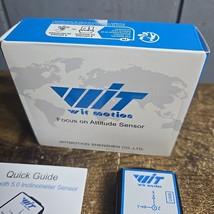 WIT
wit motion
Focus on Attitude Sensor
WITMOTION SHENZHEN CO., LTD.
Quick Guide
5.0 Inclinometer Sensor
WIT
wit motion